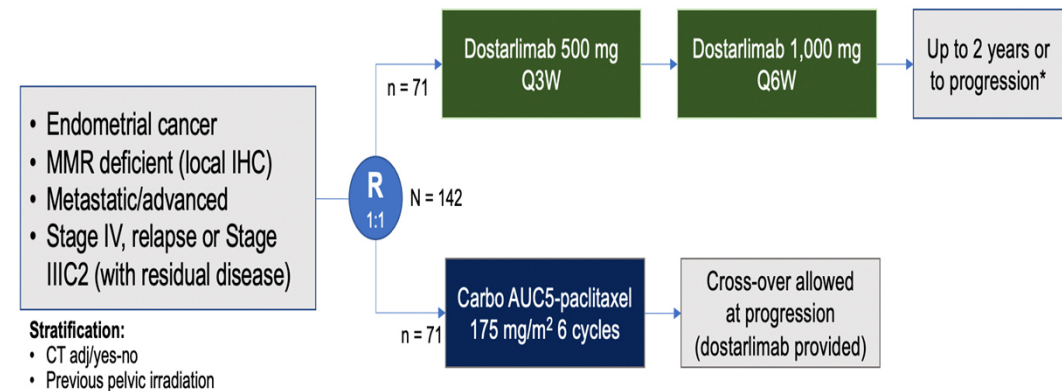 • Endometrial cancer
• MMR deficient (local IHC)
• Metastatic/advanced
• Stage IV, relapse or Stage
IIIC2 (with residual disease)
Stratification:
• CT adj/yes-no
• Previous pelvic irradiation
R
1:1
N = 142
n = 71
Dostarlimab 500 mg
Q3W
Dostarlimab 1,000 mg
Q6W
Up to 2 years or
to progression*
n = 71
Carbo AUC5-paclitaxel
175 mg/m² 6 cycles
Cross-over allowed
at progression
(dostarlimab provided)